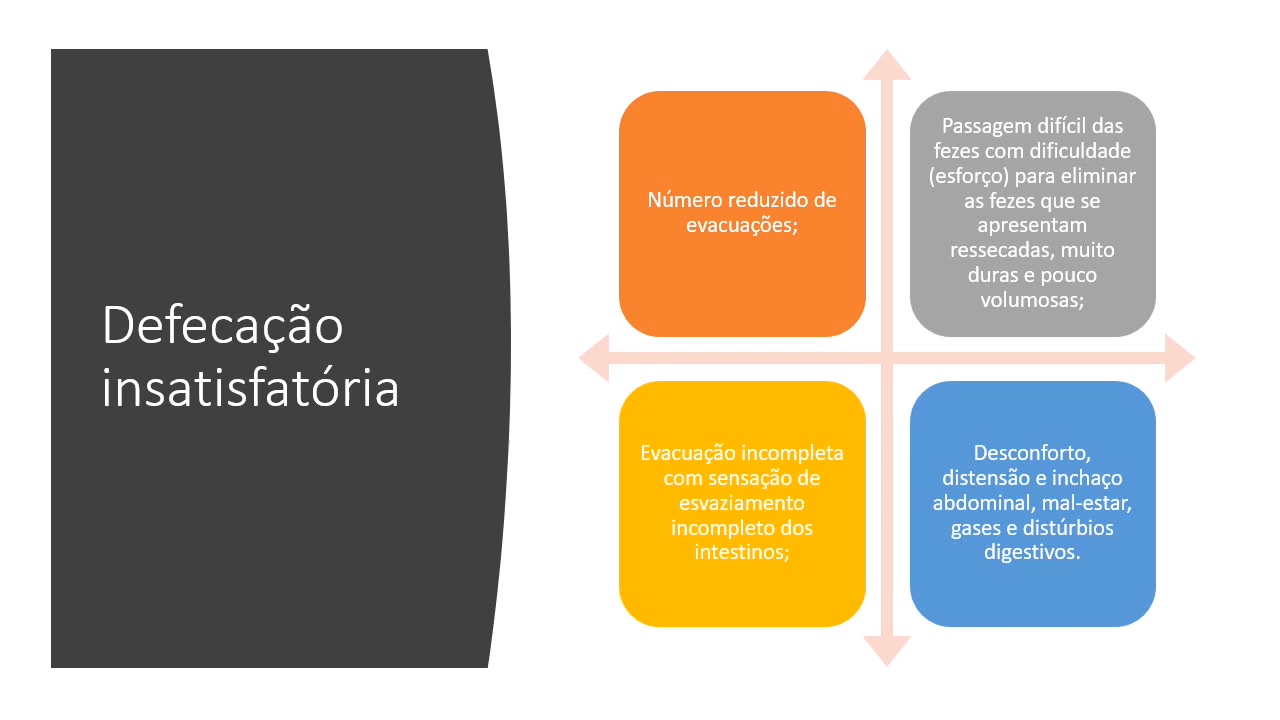 Defecação
insatisfatória
Número reduzido de
evacuações;
Passagem difícil das
fezes com dificuldade
(esforço) para eliminar
as fezes que se
apresentam
ressecadas, muito
duras e pouco
volumosas;
Evacuação incompleta
com sensação de
esvaziamento
incompleto dos
intestinos;
Desconforto,
distensão e inchaço
abdominal, mal-estar,
gases e distúrbios
digestivos.